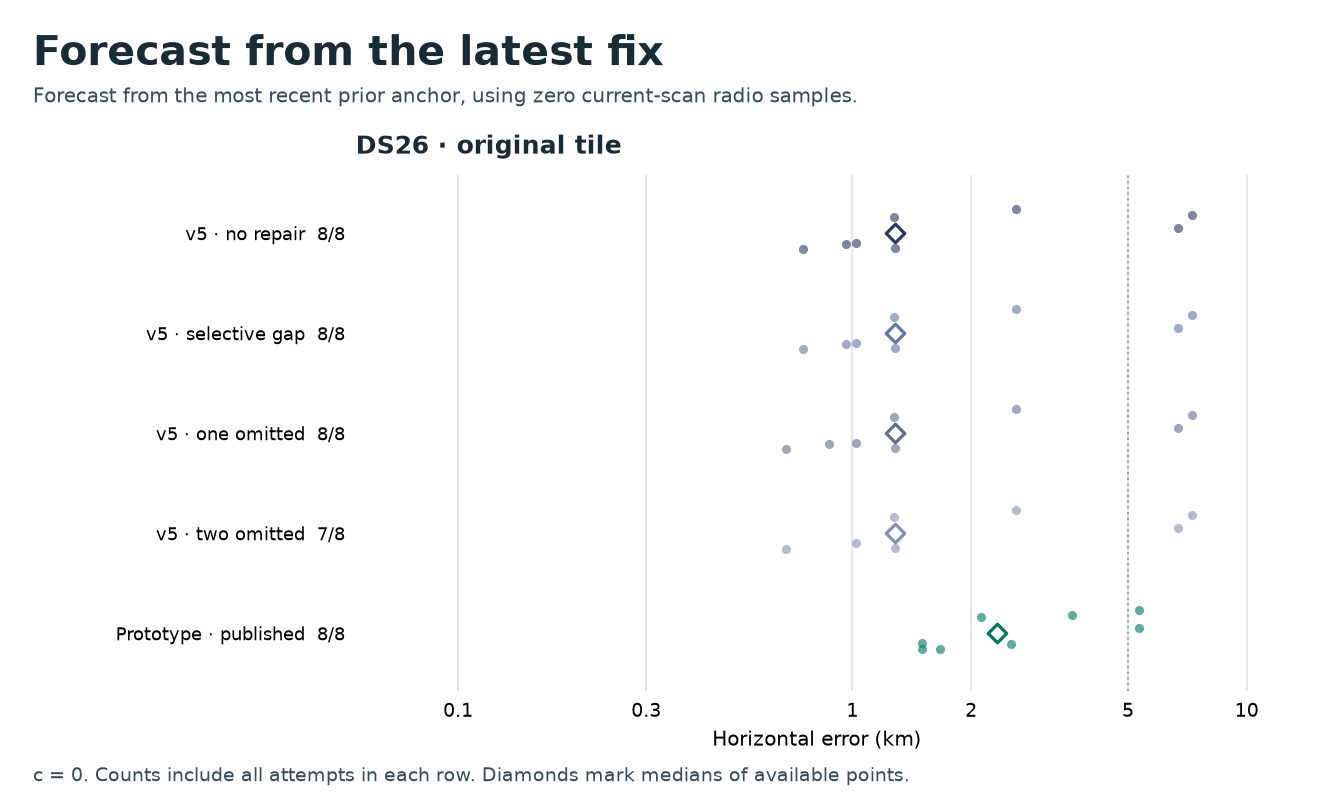 Forecast from the latest fix
Forecast from the most recent prior anchor, using zero current-scan radio samples.
DS26 · original tile
v5 · no repair 8/8
v5 · selective gap 8/8
v5 · one omitted 8/8
v5 · two omitted 7/8
Prototype · published 8/8
0.1 0.3 1 2 5 10
Horizontal error (km)
c = 0. Counts include all attempts in each row. Diamonds mark medians of available points.